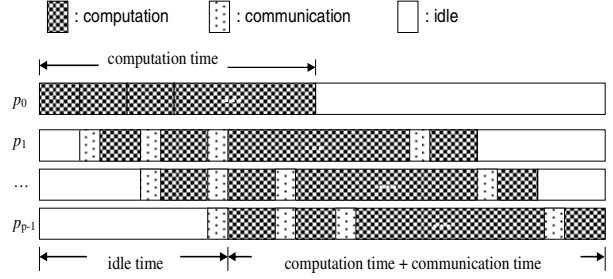 : computation : communication : idle
computation time
p0 ...
p1 ...
... ...
pp-1 ...
idle time computation time + communication time